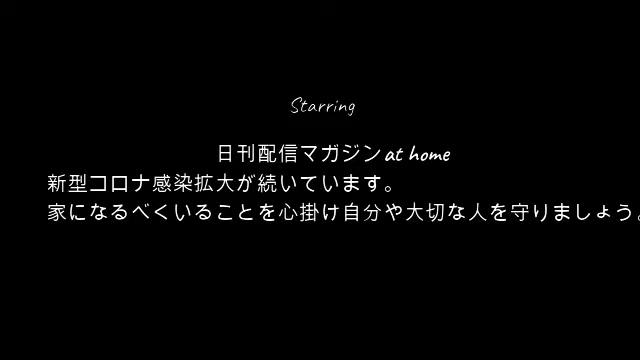 Starring
日刊配信マガジンat home
新型コロナ感染拡大が続いています。
家になるべくいることを心掛け自分や大切な人を守りましょう。